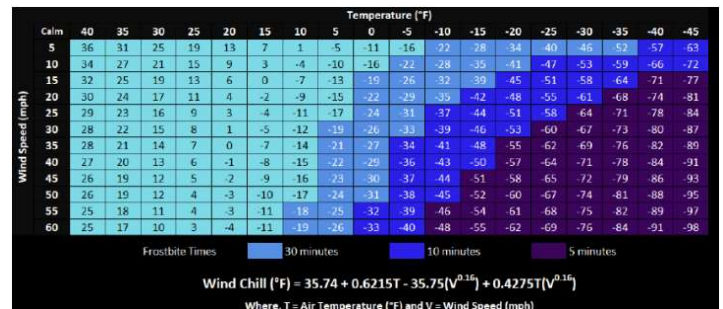 Temperature (°F)
Calm 40 35 30 25 20 15 10 5 0 -5 -10 -15 -20 -25 -30 -35 -40 -45
5 36 31 25 19 13 7 1 -5 -11 -16 -22 -28 -34 -40 -46 -52 -57 -63
10 34 27 21 15 9 3 -4 -10 -16 -22 -28 -35 -41 -47 -53 -59 -66 -72
15 32 25 19 13 6 0 -7 -13 -19 -26 -32 -39 -45 -51 -58 -64 -71 -77
20 30 24 17 11 4 -2 -9 -15 -22 -29 -35 -42 -48 -55 -61 -68 -74 -81
25 29 23 16 9 3 -4 -11 -17 -24 -31 -37 -44 -51 -58 -64 -71 -78 -84
30 28 22 15 8 1 -5 -12 -19 -26 -33 -39 -46 -53 -60 -67 -73 -80 -87
35 28 21 14 7 0 -7 -14 -21 -27 -34 -41 -48 -55 -62 -69 -76 -82 -89
40 27 20 13 6 -1 -8 -15 -22 -29 -36 -43 -50 -57 -64 -71 -78 -84 -91
45 26 19 12 5 -2 -9 -16 -23 -30 -37 -44 -51 -58 -65 -72 -79 -86 -93
50 26 19 12 4 -3 -10 -17 -24 -31 -38 -45 -52 -60 -67 -74 -81 -88 -95
55 25 18 11 4 -3 -11 -18 -25 -32 -39 -46 -54 -61 -68 -75 -82 -89 -97
60 25 17 10 3 -4 -11 -19 -26 -33 -40 -48 -55 -62 -69 -76 -84 -91 -98
Wind Speed (mph)
Frostbite Times 30 minutes 10 minutes 5 minutes
Wind Chill (°F) = 35.74 + 0.6215T - 35.75(V^0.16) + 0.4275T(V^0.16)
Where, T = Air Temperature (°F) and V = Wind Speed (mph)